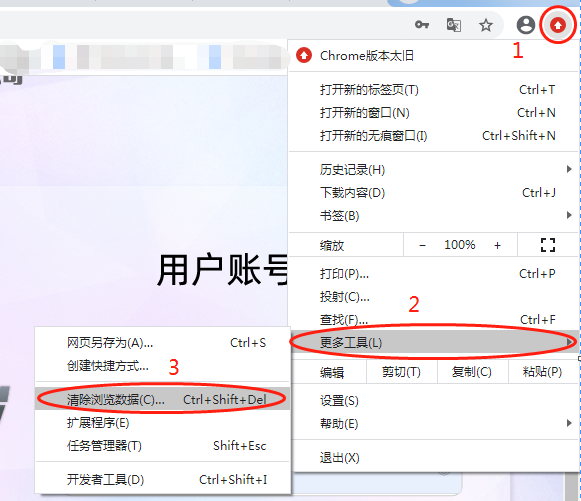 1
Chrome版本太旧
打开新的标签页(T) Ctrl+T
打开新的窗口(N) Ctrl+N
打开新的无痕窗口(I) Ctrl+Shift+N
历史记录(H)
下载内容(D) Ctrl+J
书签(B)
缩放 − 100% +
用户账号
打印(P)... Ctrl+P
投射(C)...
2
查找(F)... Ctrl+F
更多工具(L)
编辑 剪切(T) 复制(C) 粘贴(P)
设置(S)
帮助(E)
退出(X)
网页另存为(A)... Ctrl+S
创建快捷方式...
3
清除浏览数据(C)... Ctrl+Shift+Del
扩展程序(E)
任务管理器(T) Shift+Esc
开发者工具(D) Ctrl+Shift+I